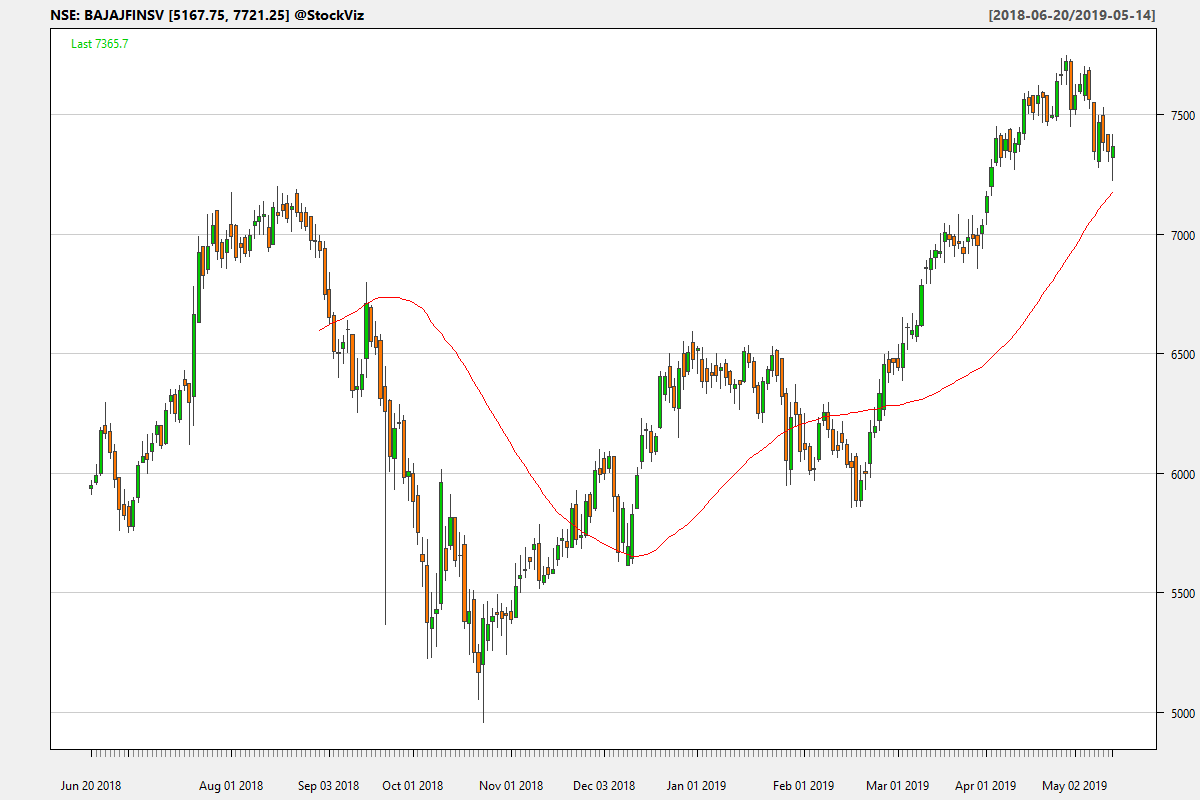 NSE: BAJAJFINSV [5167.75, 7721.25] @StockViz [2018-06-20/2019-05-14]
Last 7365.7
7500
7000
6500
6000
5500
5000
Jun 20 2018 Aug 01 2018 Sep 03 2018 Oct 01 2018 Nov 01 2018 Dec 03 2018 Jan 01 2019 Feb 01 2019 Mar 01 2019 Apr 01 2019 May 02 2019